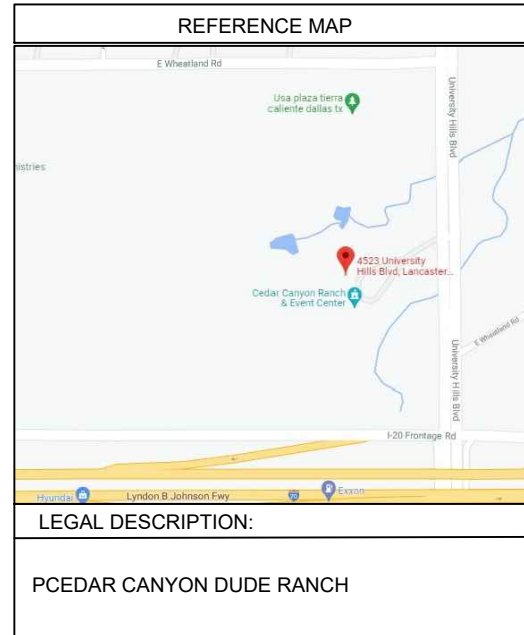 REFERENCE MAP
E Wheatland Rd
University Hills Blvd
Usa plaza tierra
caliente dallas tx
istries
4523 University
Hills Blvd, Lancaster...
Cedar Canyon Ranch
& Event Center
E Wheatland Rd
University Hills Blvd
I-20 Frontage Rd
Hyundai
Lyndon B Johnson Fwy
20
Exxon
LEGAL DESCRIPTION:
PCEDAR CANYON DUDE RANCH